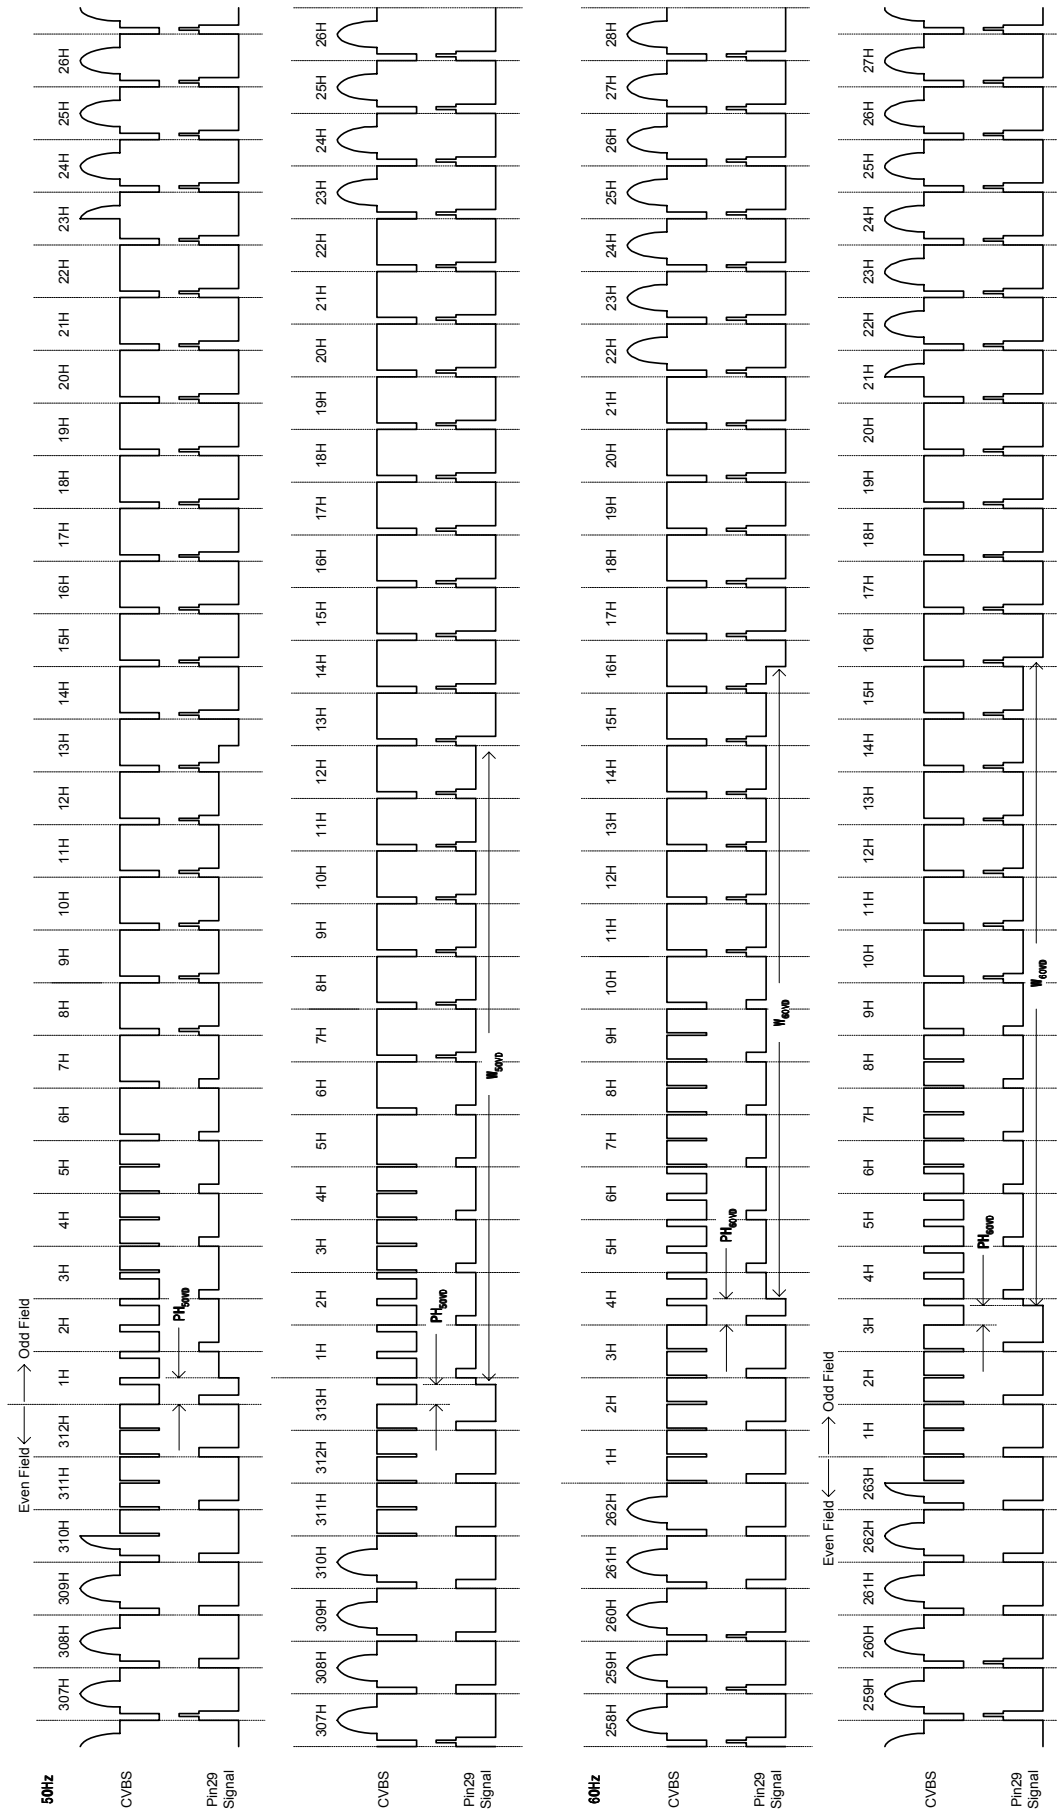 50Hz
Even Field Odd Field
307H 308H 309H 310H 311H 312H 1H 2H 3H 4H 5H 6H 7H 8H 9H 10H 11H 12H 13H 14H 15H 16H 17H 18H 19H 20H 21H 22H 23H 24H 25H 26H
CVBS
PH50VD
Pin29
Signal
307H 308H 309H 310H 311H 312H 313H 1H 2H 3H 4H 5H 6H 7H 8H 9H 10H 11H 12H 13H 14H 15H 16H 17H 18H 19H 20H 21H 22H 23H 24H 25H 26H
CVBS
PH50VD
Pin29
Signal
W50VD
60Hz
258H 259H 260H 261H 262H 1H 2H 3H 4H 5H 6H 7H 8H 9H 10H 11H 12H 13H 14H 15H 16H 17H 18H 19H 20H 21H 22H 23H 24H 25H 26H 27H 28H
CVBS
PH60VD
Pin29
Signal
W60VD
Even Field Odd Field
259H 260H 261H 262H 263H 1H 2H 3H 4H 5H 6H 7H 8H 9H 10H 11H 12H 13H 14H 15H 16H 17H 18H 19H 20H 21H 22H 23H 24H 25H 26H 27H
CVBS
PH60VD
Pin29
Signal
W60VD